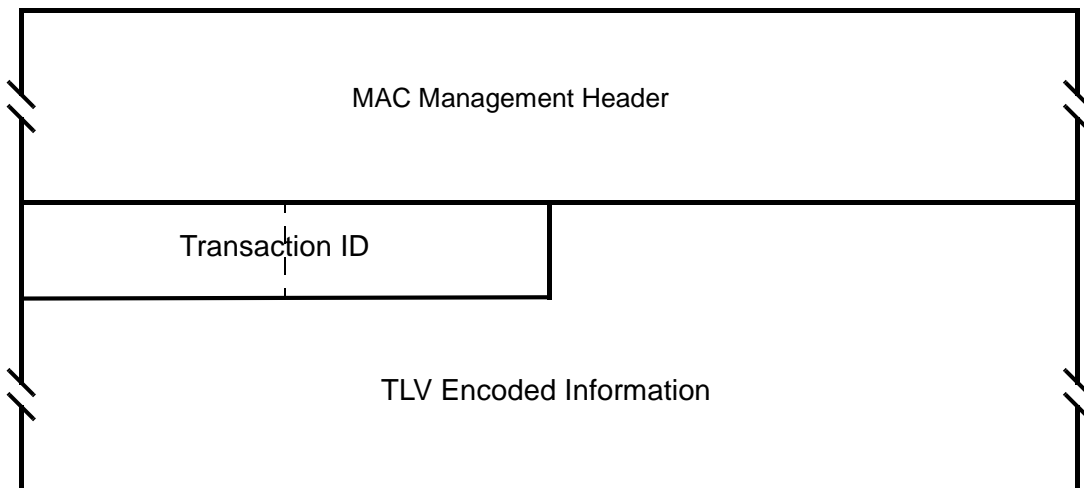 MAC Management Header
Transaction ID
TLV Encoded Information